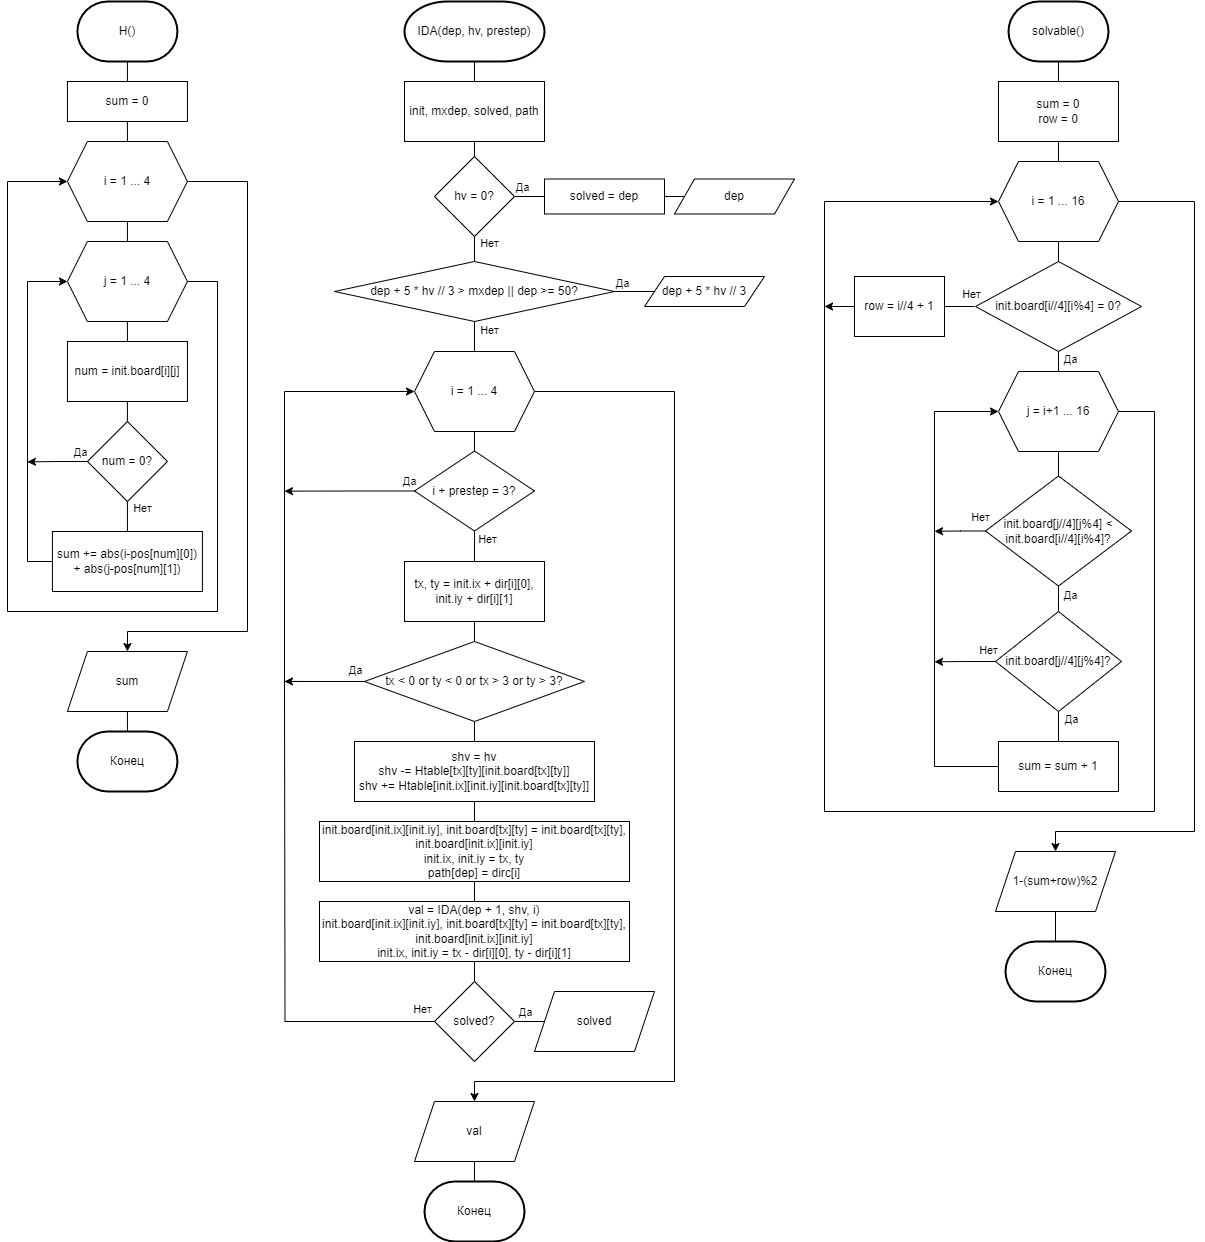 H()
sum = 0
i = 1 ... 4
j = 1 ... 4
num = init.board[i][j]
Да
num = 0?
Нет
sum += abs(i-pos[num][0])
+ abs(j-pos[num][1])
sum
Конец
IDA(dep, hv, prestep)
init, mxdep, solved, path
hv = 0?
Да
solved = dep
dep
Нет
dep + 5 * hv // 3 > mxdep || dep >= 50?
Да
dep + 5 * hv // 3
Нет
i = 1 ... 4
Да
i + prestep = 3?
Нет
tx, ty = init.ix + dir[i][0],
init.iy + dir[i][1]
Да
tx < 0 or ty < 0 or tx > 3 or ty > 3?
shv = hv
shv -= Htable[tx][ty][init.board[tx][ty]]
shv += Htable[init.ix][init.iy][init.board[tx][ty]]
init.board[init.ix][init.iy], init.board[tx][ty] = init.board[tx][ty],
init.board[init.ix][init.iy]
init.ix, init.iy = tx, ty
path[dep] = dirc[i]
val = IDA(dep + 1, shv, i)
init.board[init.ix][init.iy], init.board[tx][ty] = init.board[tx][ty],
init.board[init.ix][init.iy]
init.ix, init.iy = tx - dir[i][0], ty - dir[i][1]
Нет
solved?
Да
solved
val
Конец
solvable()
sum = 0
row = 0
i = 1 ... 16
row = i//4 + 1
Нет
init.board[i//4][i%4] = 0?
Да
j = i+1 ... 16
Нет
init.board[j//4][j%4] <
init.board[i//4][i%4]?
Да
Нет
init.board[j//4][j%4]?
Да
sum = sum + 1
1-(sum+row)%2
Конец